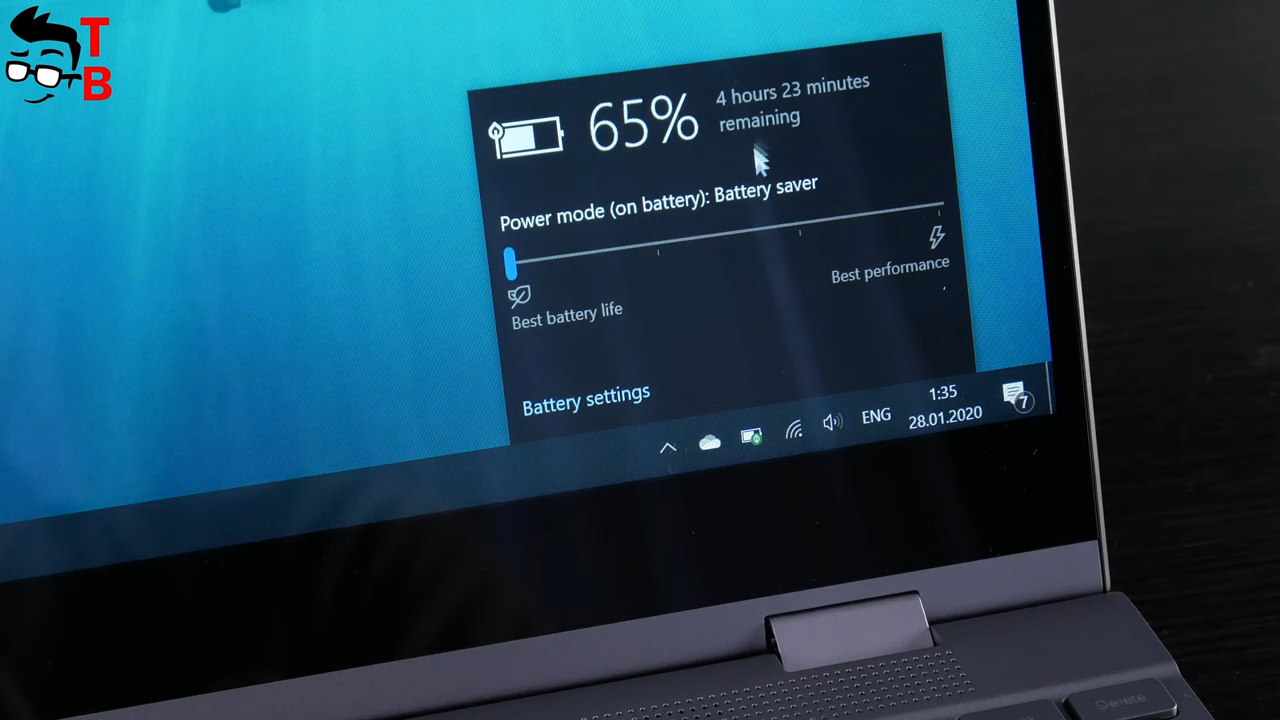 T
B
65%
4 hours 23 minutes
remaining
Power mode (on battery): Battery saver
Best battery life
Best performance
Battery settings
ENG
1:35
28.01.2020
7
Delete